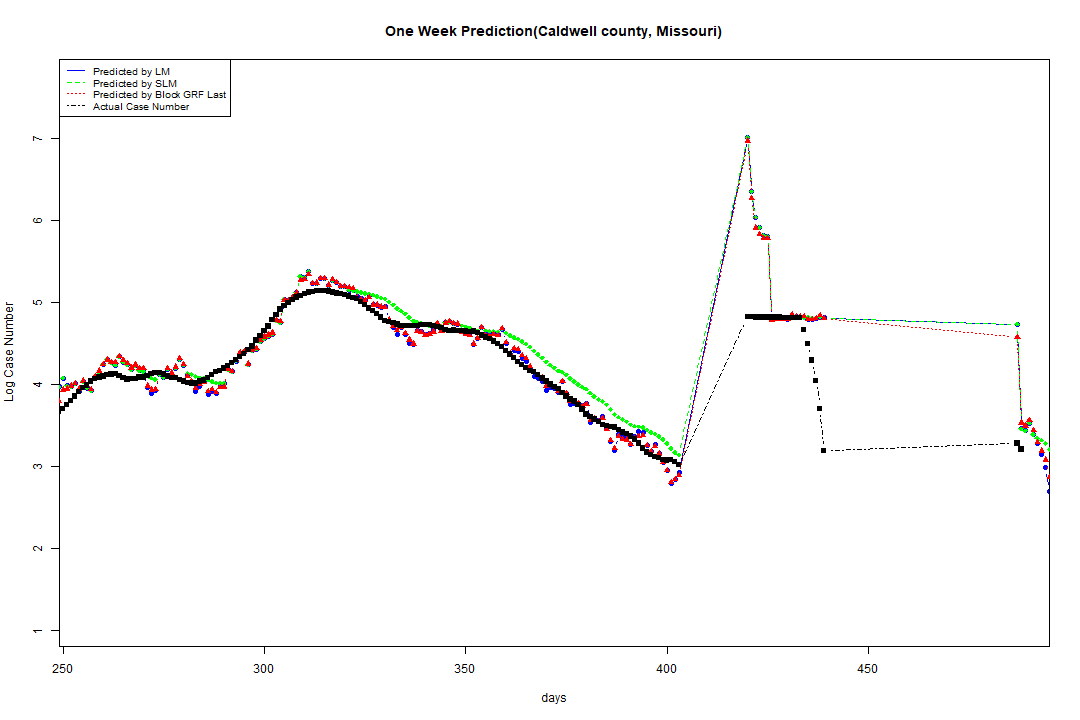 One Week Prediction(Caldwell county, Missouri)
Predicted by LM
Predicted by SLM
Predicted by Block GRF Last
Actual Case Number
Log Case Number
7
6
5
4
3
2
1
250 300 350 400 450
days